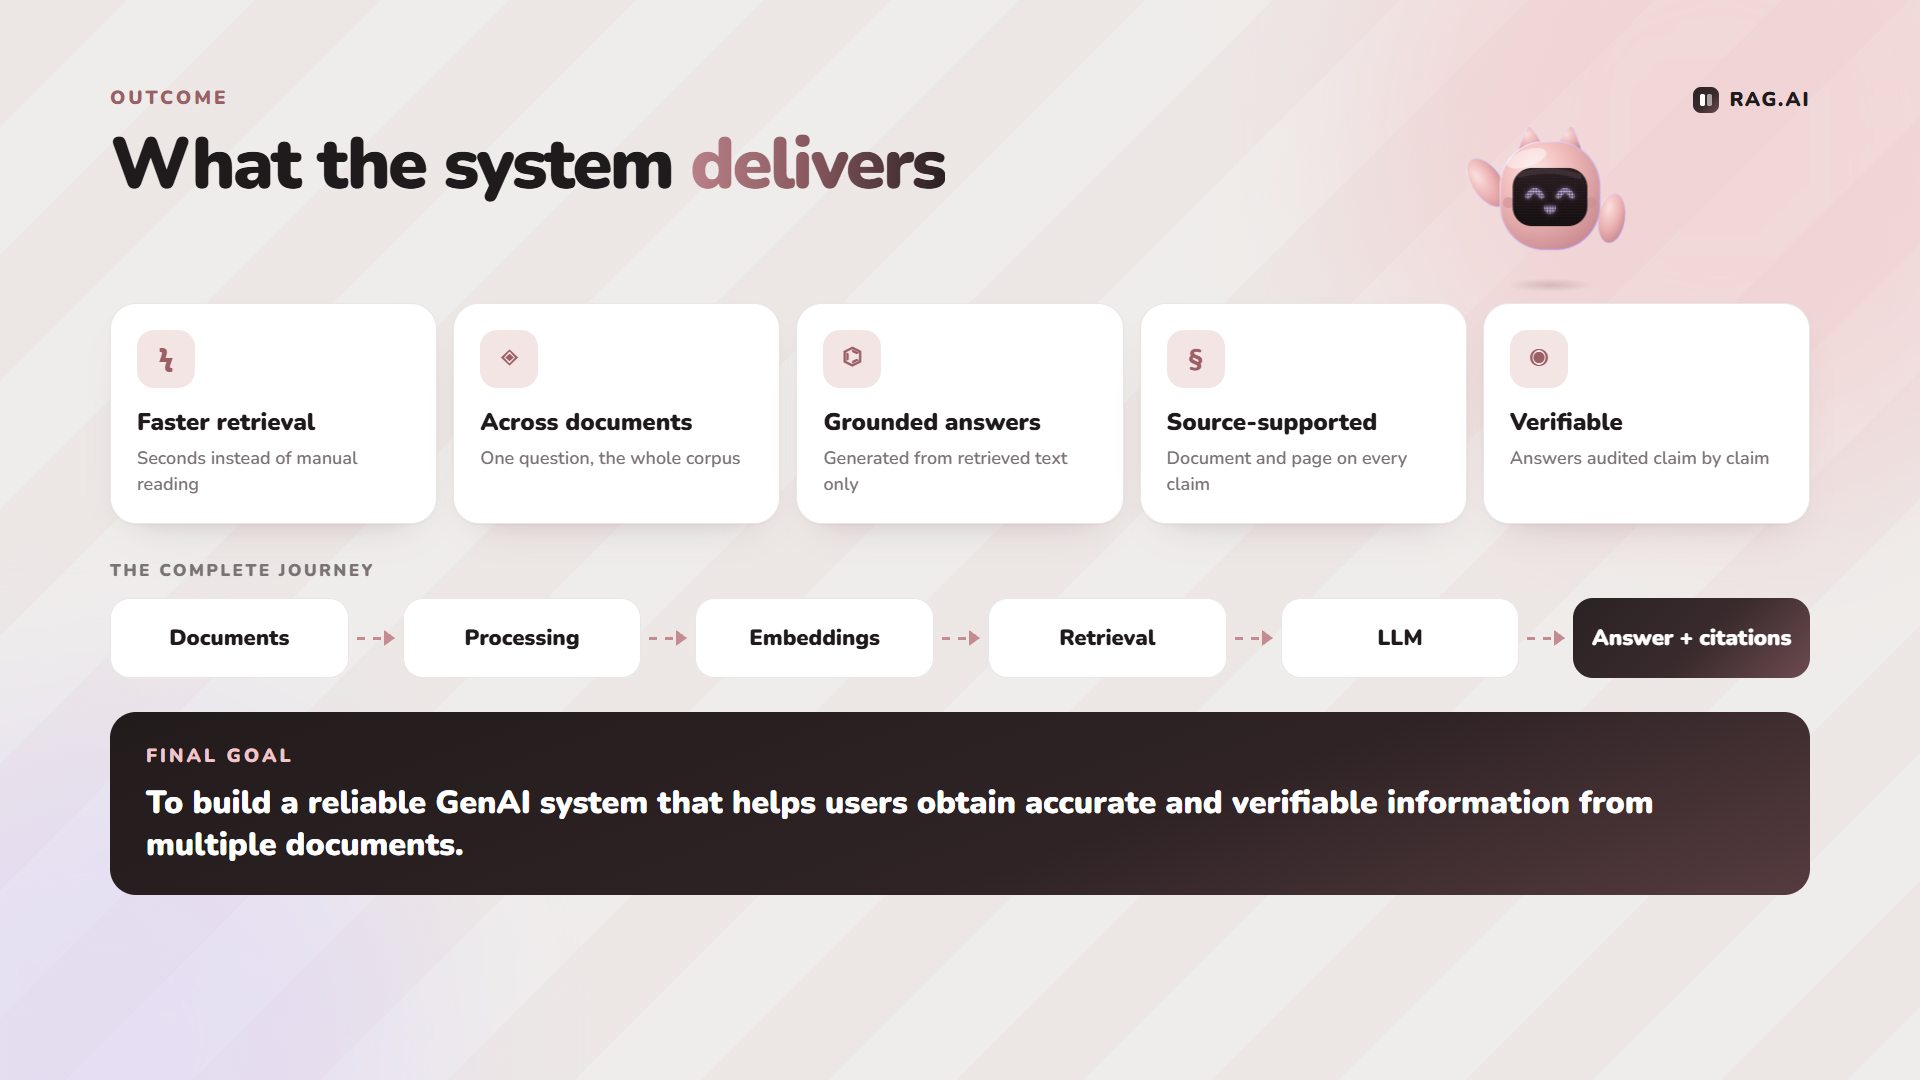 OUTCOME
RAG.AI
What the system delivers
Faster retrieval
Seconds instead of manual
reading
Across documents
One question, the whole corpus
Grounded answers
Generated from retrieved text
only
§
Source-supported
Document and page on every
claim
Verifiable
Answers audited claim by claim
THE COMPLETE JOURNEY
Documents
Processing
Embeddings
Retrieval
LLM
Answer + citations
FINAL GOAL
To build a reliable GenAI system that helps users obtain accurate and verifiable information from
multiple documents.